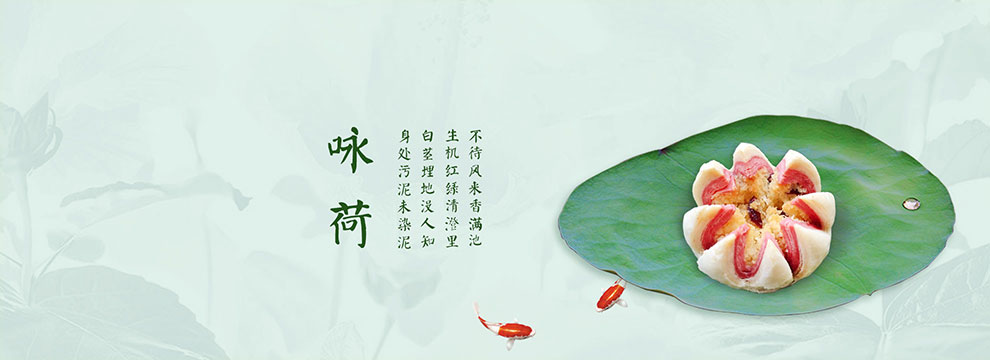 咏荷
身处污泥未染泥
白茎埋地没人知
生机红绿清澄里
不待风来香满池